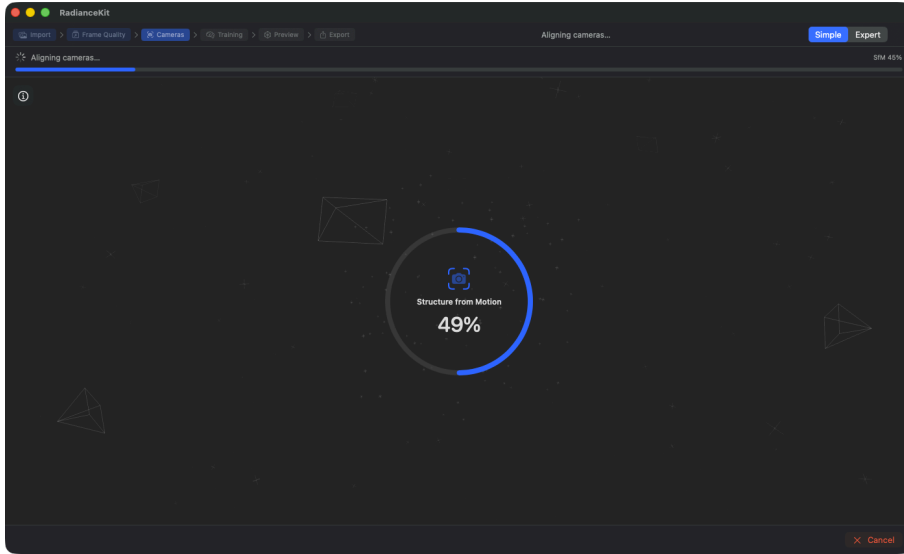 RadianceKit
Import > Frame Quality > Cameras > Training > Preview > Export
Aligning cameras...
Simple Expert
Aligning cameras...
SfM 45%
Structure from Motion
49%
Cancel